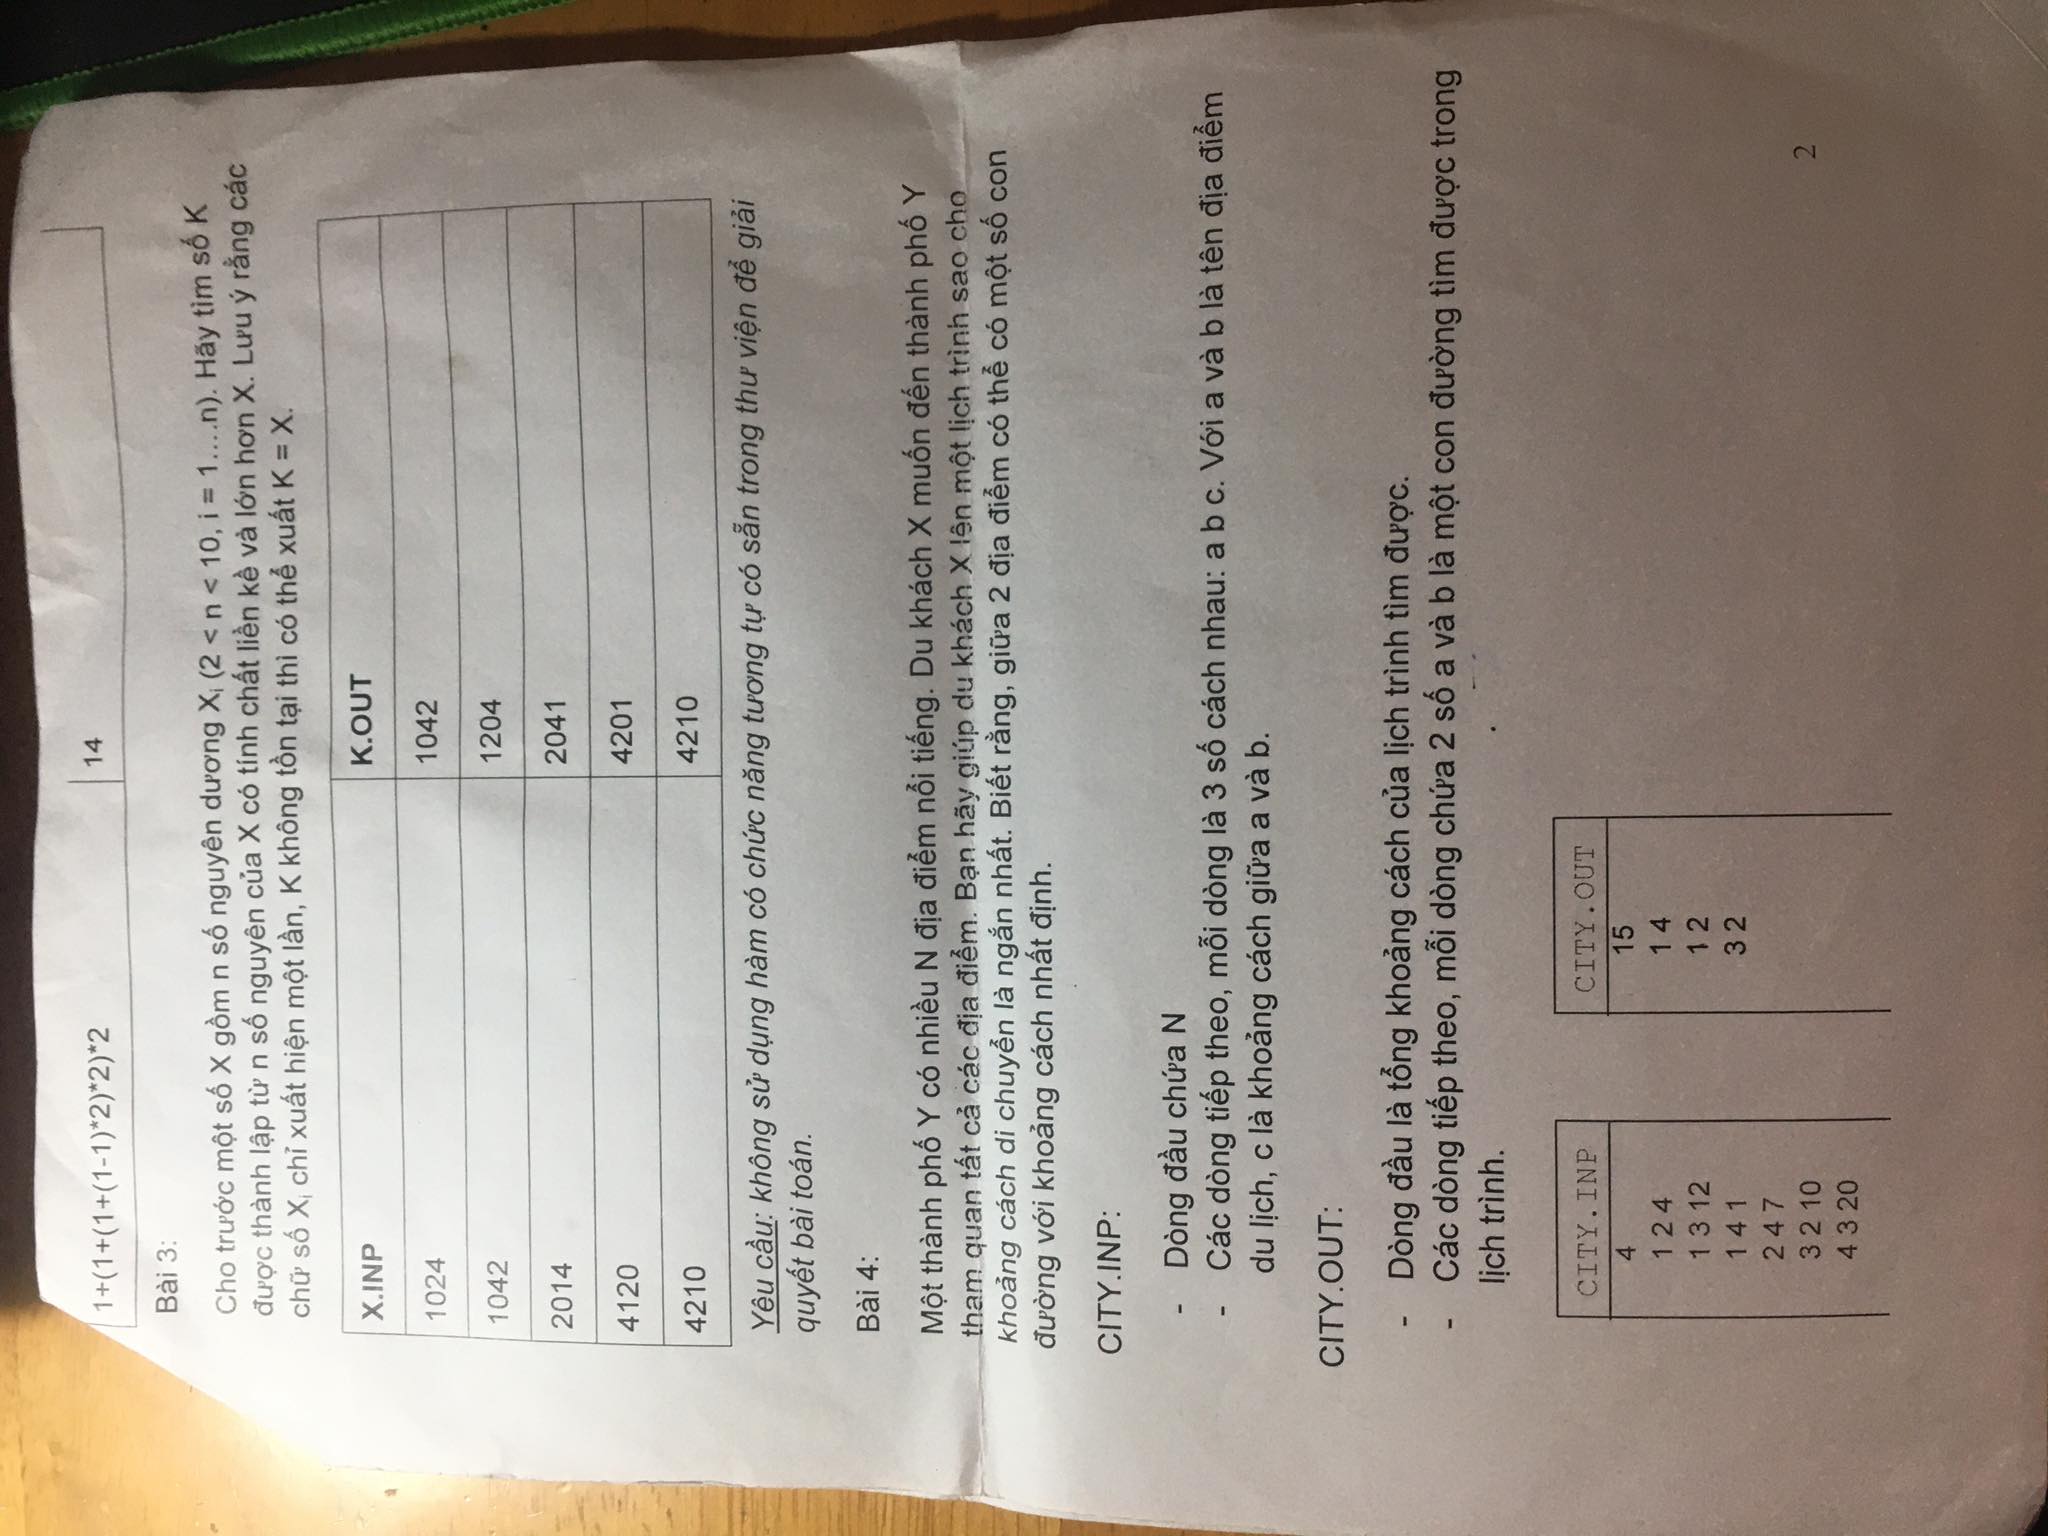 1+(1+(1+(1-1)*2)*2)*2 14
Bài 3:
Cho trước một số X gồm n số nguyên dương Xi (2 < n < 10, i = 1….n). Hãy tìm số K
được thành lập từ n số nguyên của X có tính chất liền kề và lớn hơn X. Lưu ý rằng các
chữ số Xi chỉ xuất hiện một lần, K không tồn tại thì có thể xuất K = X.
X.INP K.OUT
1024 1042
1042 1204
2014 2041
4120 4201
4210 4210
Yêu cầu: không sử dụng hàm có chức năng tương tự có sẵn trong thư viện để giải
quyết bài toán.
Bài 4:
Một thành phố Y có nhiều N địa điểm nổi tiếng. Du khách X muốn đến thành phố Y
tham quan tất cả các địa điểm. Bạn hãy giúp du khách X lên một lịch trình sao cho
khoảng cách di chuyển là ngắn nhất. Biết rằng, giữa 2 địa điểm có thể có một số con
đường với khoảng cách nhất định.
CITY.INP:
- Dòng đầu chứa N
- Các dòng tiếp theo, mỗi dòng là 3 số cách nhau: a b c. Với a và b là tên địa điểm
du lịch, c là khoảng cách giữa a và b.
CITY.OUT:
- Dòng đầu là tổng khoảng cách của lịch trình tìm được.
- Các dòng tiếp theo, mỗi dòng chứa 2 số a và b là một con đường tìm được trong
lịch trình.
CITY.INP CITY.OUT
4 15
1 2 4 1 4
1 3 12 1 2
1 4 1 3 2
2 4 7
3 2 10
4 3 20
2